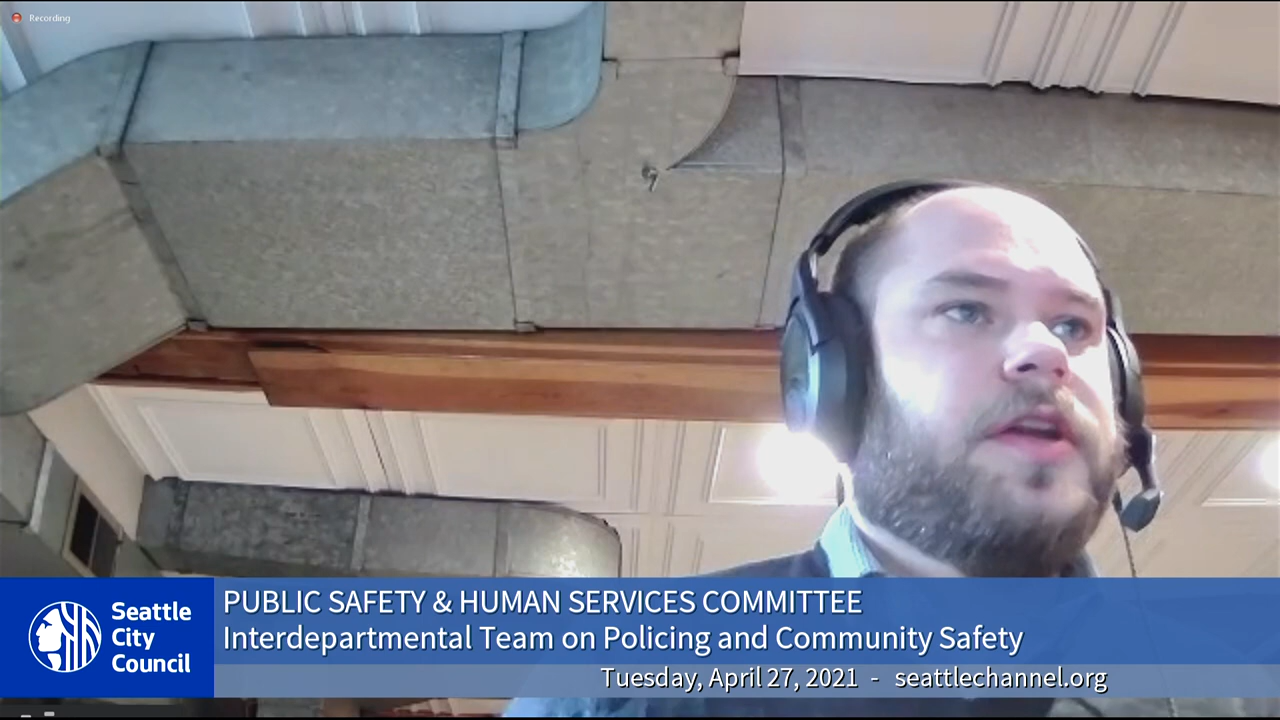 Recording
PUBLIC SAFETY & HUMAN SERVICES COMMITTEE
Seattle
City
Council
Interdepartmental Team on Policing and Community Safety
Tuesday, April 27, 2021 - seattlechannel.org